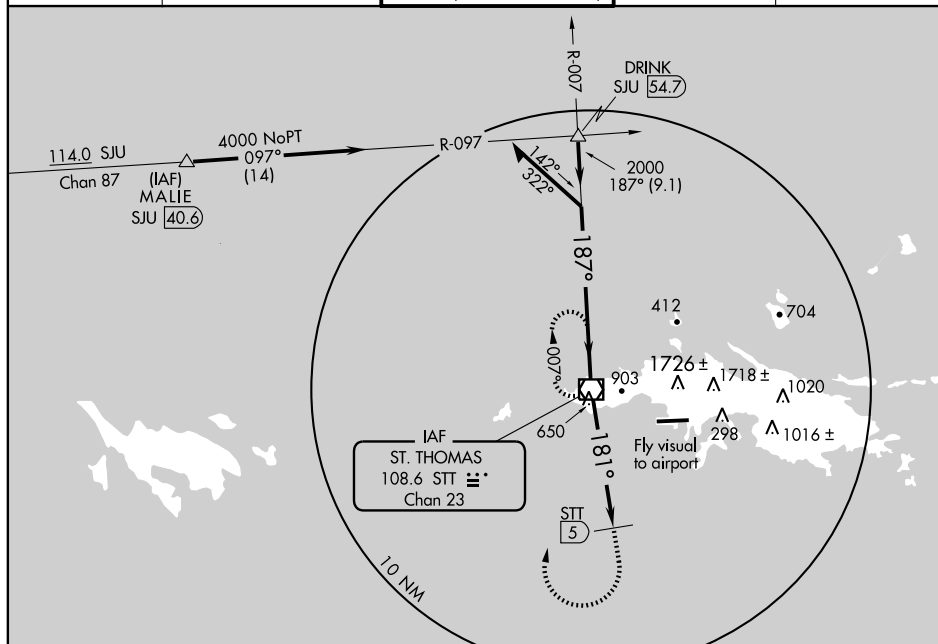 R-007
DRINK
SJU 54.7
4000 NoPT
114.0 SJU
097°
R-097
Chan 87
(14)
2000
187° (9.1)
(IAF)
MALIE
SJU 40.6
142°
322°
187°
412
704
007°
903
1726 ±
1718 ±
1020
650
298
1016 ±
IAF
ST. THOMAS
108.6 STT
Chan 23
181°
Fly visual
to airport
STT
5
10 NM